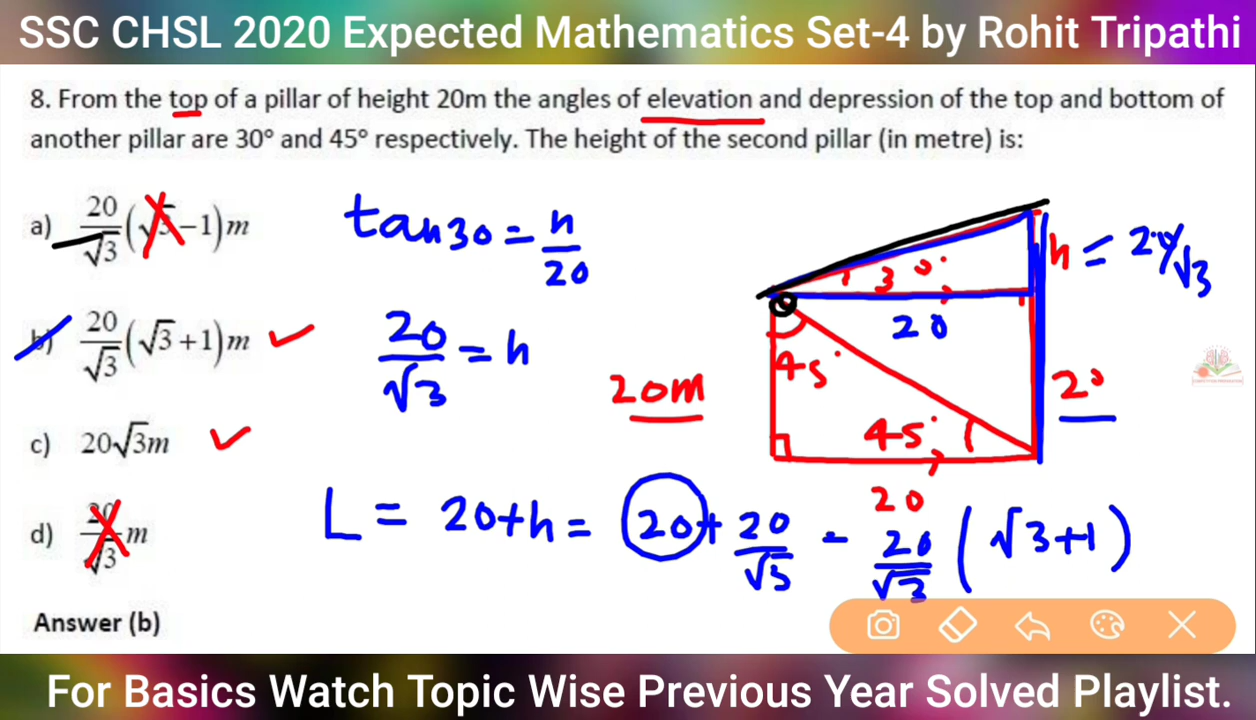 SSC CHSL 2020 Expected Mathematics Set-4 by Rohit Tripathi
8. From the top of a pillar of height 20m the angles of elevation and depression of the top and bottom of
another pillar are 30° and 45° respectively. The height of the second pillar (in metre) is:
a) 20/√3 (√3 − 1) m
tan30 = h/20
30°
h = 20/√3
20
b) 20/√3 (√3 + 1) m
20/√3 = h
45°
20m
20
c) 20√3m
45°
20
L = 20+h = 20 + 20/√3 = 20/√3 (√3+1)
d) 20/√3 m
Answer (b)
For Basics Watch Topic Wise Previous Year Solved Playlist.